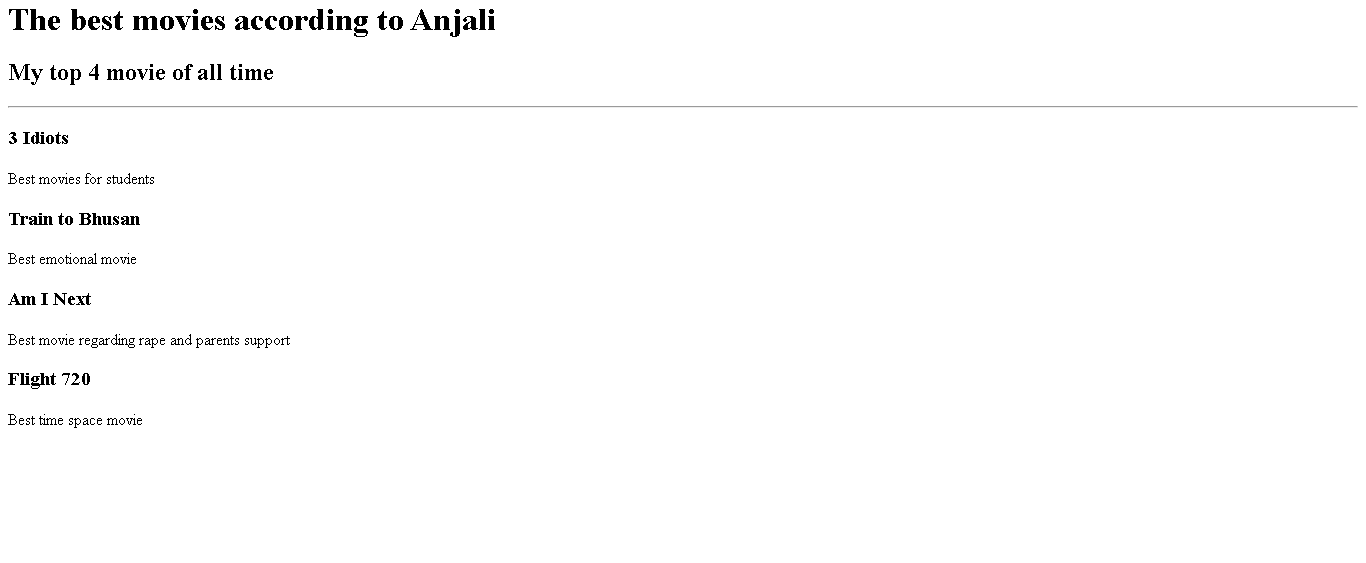 The best movies according to Anjali
My top 4 movie of all time
3 Idiots
Best movies for students
Train to Bhusan
Best emotional movie
Am I Next
Best movie regarding rape and parents support
Flight 720
Best time space movie